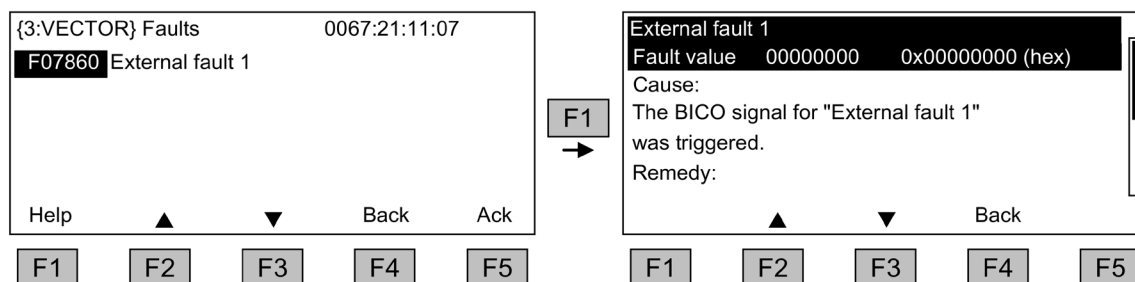 {3:VECTOR} Faults 0067:21:11:07
F07860 External fault 1
Help ▲ ▼ Back Ack
F1 F2 F3 F4 F5
F1
External fault 1
Fault value 00000000 0x00000000 (hex)
Cause:
The BICO signal for "External fault 1"
was triggered.
Remedy:
▲ ▼ Back
F1 F2 F3 F4 F5